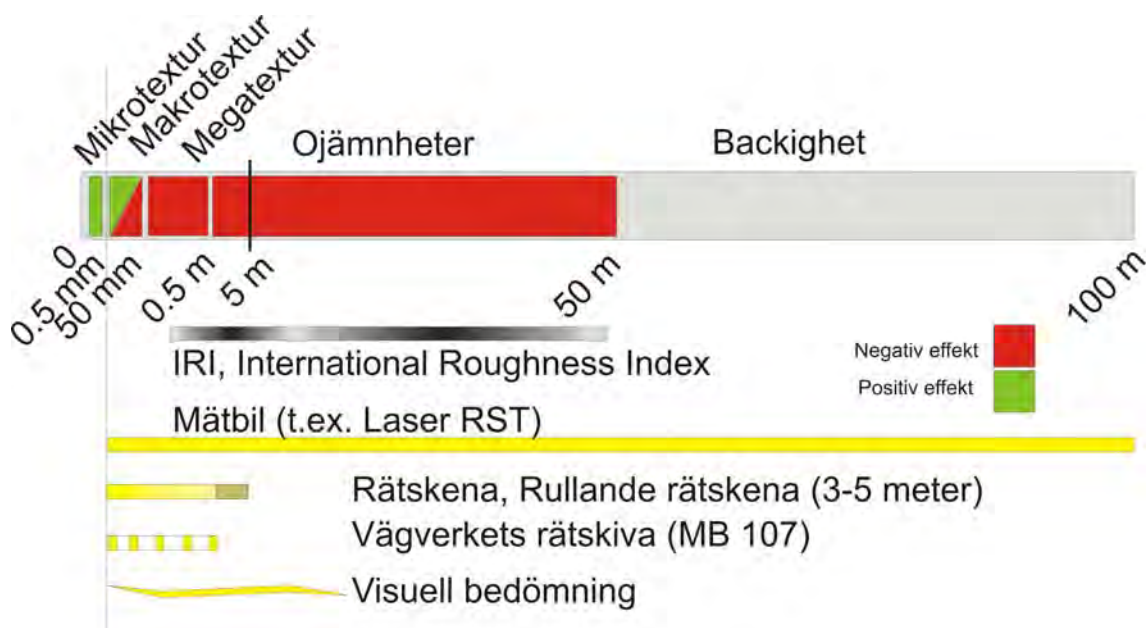 Mikrotextur
Makrotextur
Megatextur
Ojämnheter
Backighet
0
0.5 mm
50 mm
0.5 m
5 m
50 m
100 m
IRI, International Roughness Index
Negativ effekt
Positiv effekt
Mätbil (t.ex. Laser RST)
Rätskena, Rullande rätskena (3-5 meter)
Vägverkets rätskiva (MB 107)
Visuell bedömning